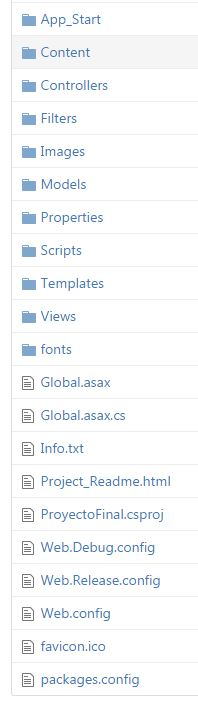 App_Start
Content
Controllers
Filters
Images
Models
Properties
Scripts
Templates
Views
fonts
Global.asax
Global.asax.cs
Info.txt
Project_Readme.html
ProyectoFinal.csproj
Web.Debug.config
Web.Release.config
Web.config
favicon.ico
packages.config